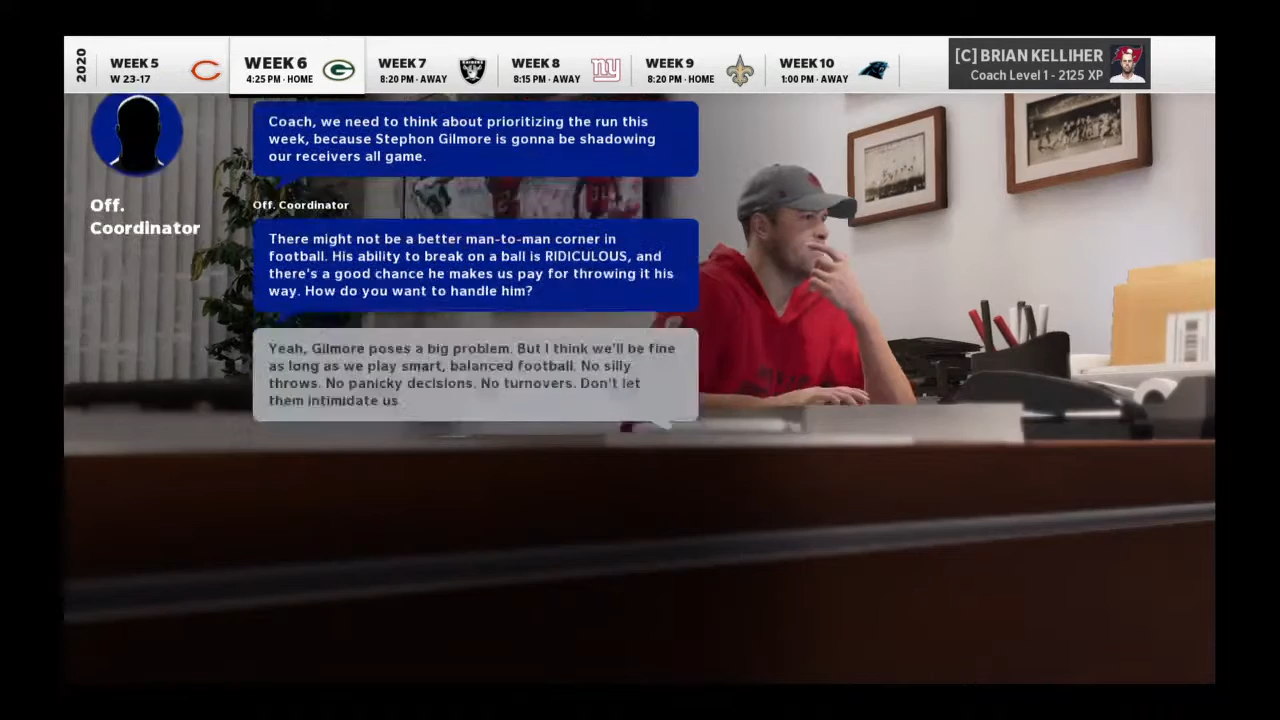 2020
WEEK 5
W 23-17
WEEK 6
4:25 PM · HOME
WEEK 7
8:20 PM · AWAY
WEEK 8
8:15 PM · AWAY
WEEK 9
8:20 PM · HOME
WEEK 10
1:00 PM · AWAY
[C] BRIAN KELLIHER
Coach Level 1 - 2125 XP
Off.
Coordinator
Coach, we need to think about prioritizing the run this
week, because Stephon Gilmore is gonna be shadowing
our receivers all game.
Off. Coordinator
There might not be a better man-to-man corner in
football. His ability to break on a ball is RIDICULOUS, and
there's a good chance he makes us pay for throwing it his
way. How do you want to handle him?
Yeah, Gilmore poses a big problem. But I think we'll be fine
as long as we play smart, balanced football. No silly
throws. No panicky decisions. No turnovers. Don't let
them intimidate us.